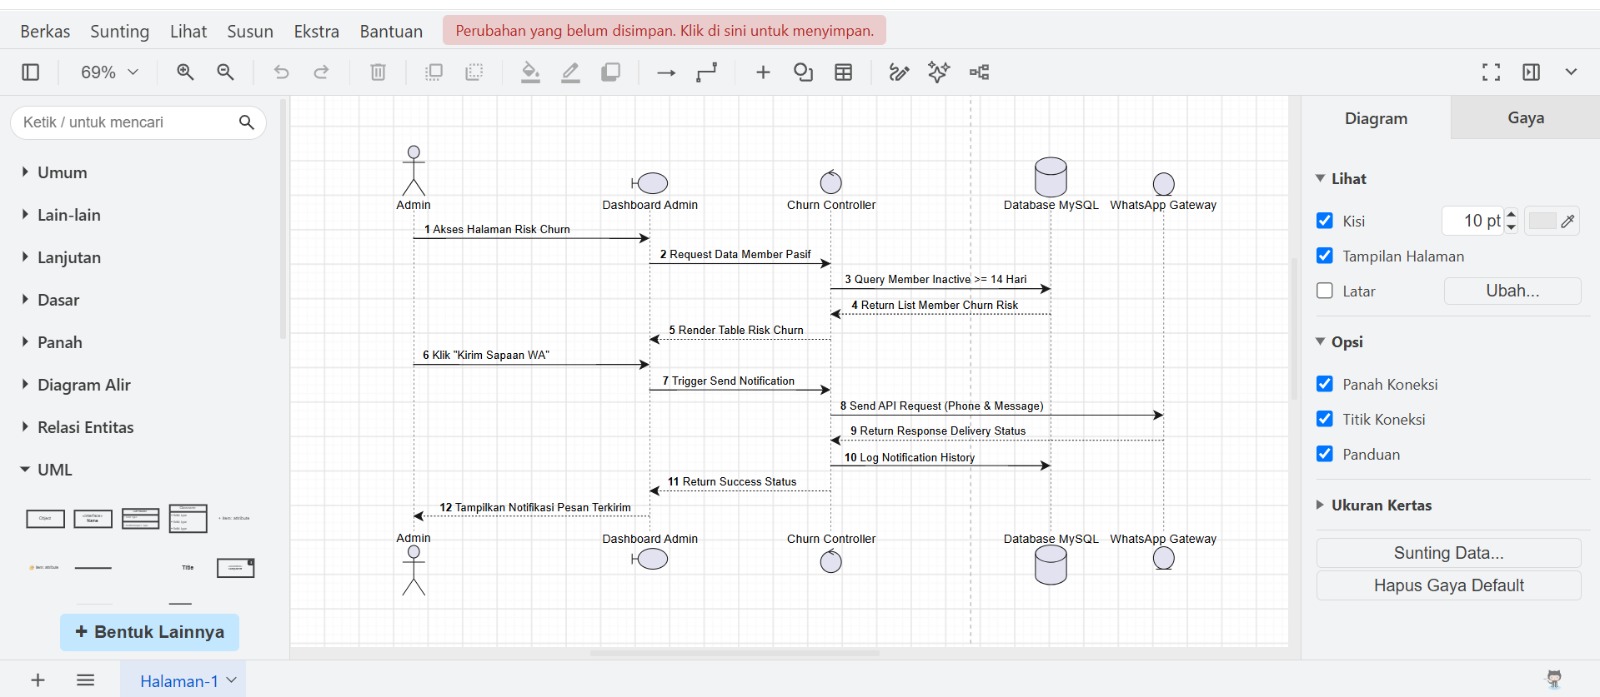 Berkas Sunting Lihat Susun Ekstra Bantuan Perubahan yang belum disimpan. Klik di sini untuk menyimpan.
69%
Ketik / untuk mencari
Umum
Lain-lain
Lanjutan
Dasar
Panah
Diagram Alir
Relasi Entitas
UML
Object
Title
+ Bentuk Lainnya
Admin Dashboard Admin Churn Controller Database MySQL WhatsApp Gateway
1 Akses Halaman Risk Churn
2 Request Data Member Pasif
3 Query Member Inactive >= 14 Hari
4 Return List Member Churn Risk
5 Render Table Risk Churn
6 Klik "Kirim Sapaan WA"
7 Trigger Send Notification
8 Send API Request (Phone & Message)
9 Return Response Delivery Status
10 Log Notification History
11 Return Success Status
12 Tampilkan Notifikasi Pesan Terkirim
Admin Dashboard Admin Churn Controller Database MySQL WhatsApp Gateway
Diagram Gaya
Lihat
Kisi 10 pt
Tampilan Halaman
Latar Ubah...
Opsi
Panah Koneksi
Titik Koneksi
Panduan
Ukuran Kertas
Sunting Data...
Hapus Gaya Default
Halaman-1